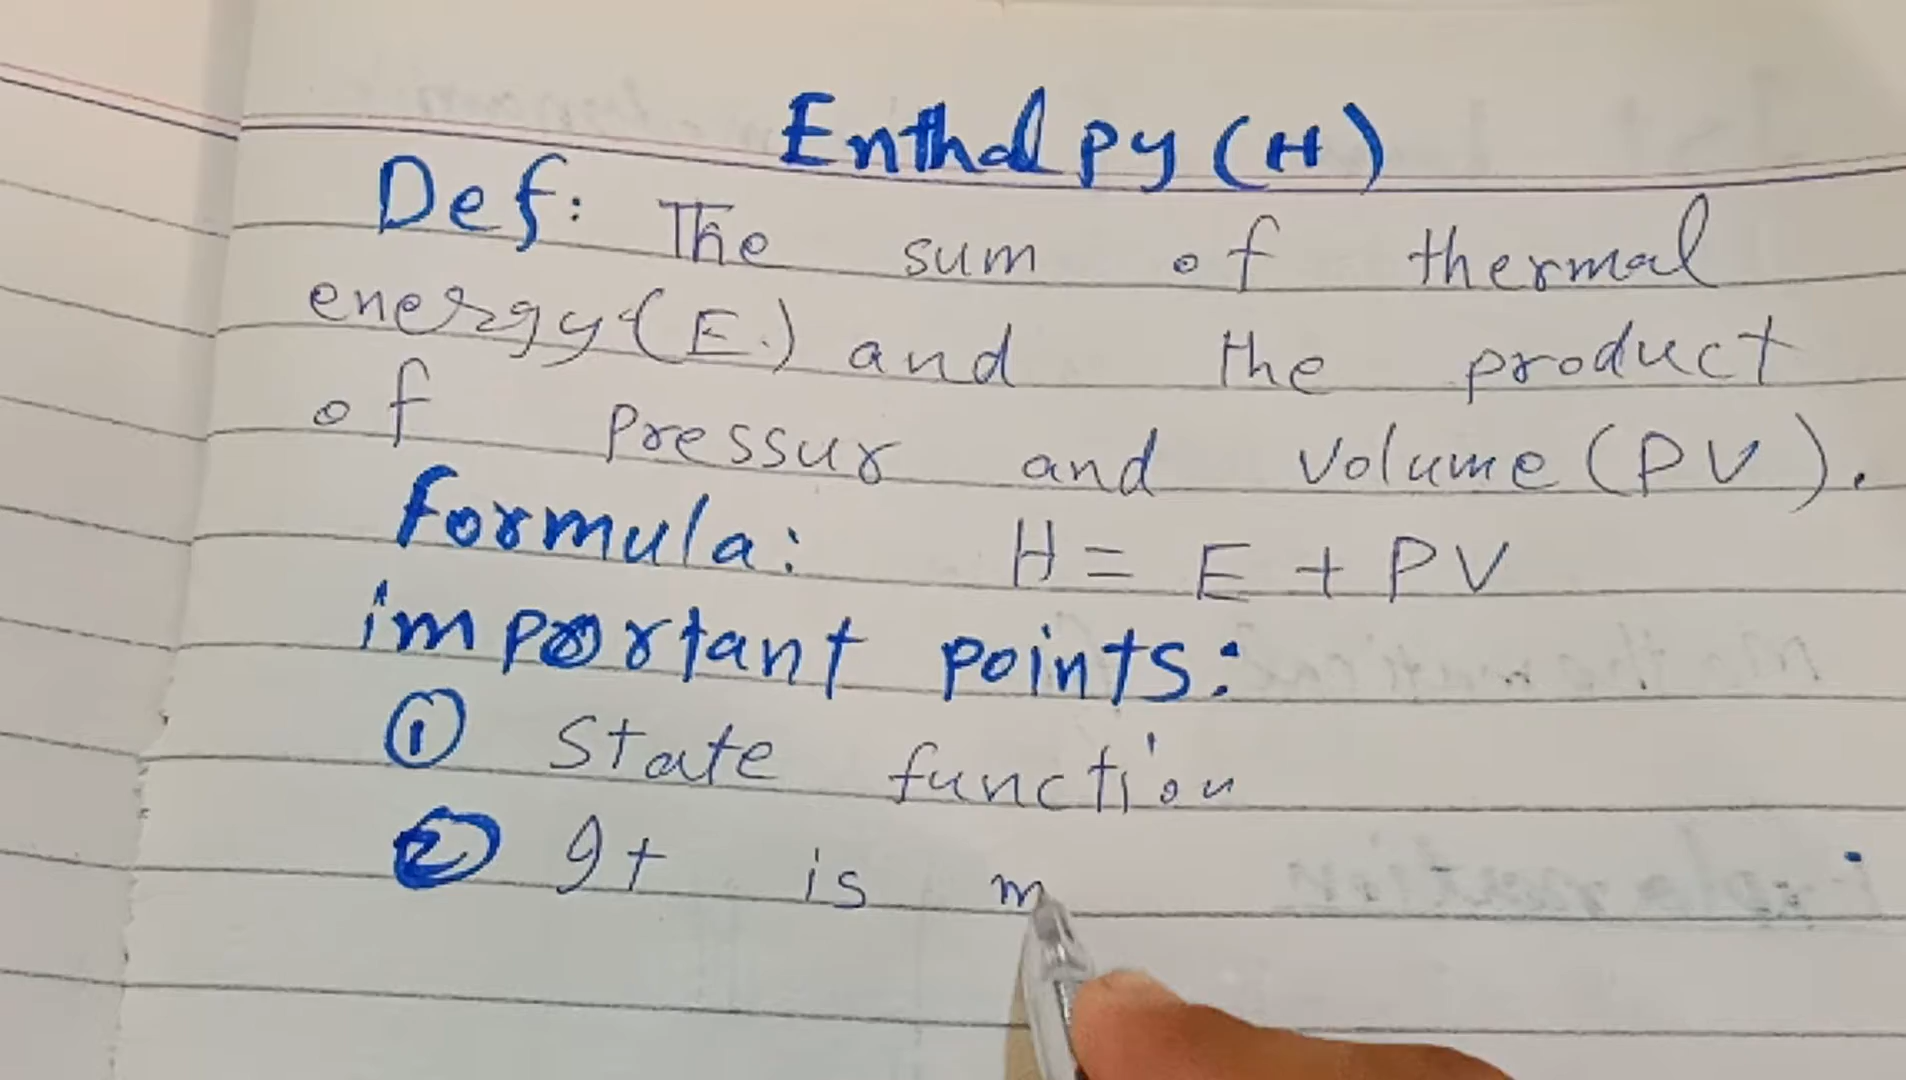 Enthalpy (H)
Def: The sum of thermal
energy (E.) and the product
of Pressur and volume (PV).
Formula: H = E + PV
important points:
① State function
② It is m